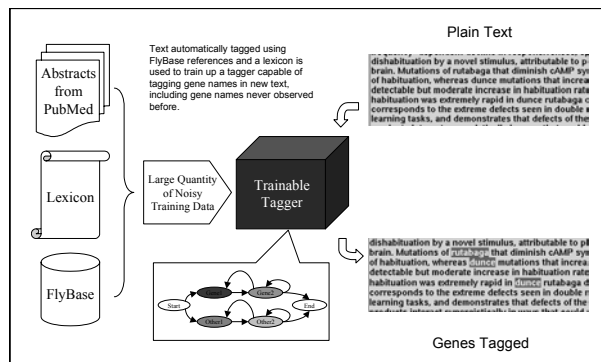 Abstracts
from
PubMed
Lexicon
FlyBase
Text automatically tagged using
FlyBase references and a lexicon is
used to train up a tagger capable of
tagging gene names in new text,
including gene names never observed
before.
Large Quantity
of Noisy
Training Data
Trainable
Tagger
Start
Gene1
Gene2
End
Other1
Other2
Plain Text
dishabituation by a novel stimulus, attributable to p
brain. Mutations of rutabaga that diminish cAMP syn
of habituation, whereas dunce mutations that increa
detectable but moderate increase in habituation rate
habituation was extremely rapid in dunce rutabaga c
corresponds to the extreme defects seen in double m
learning tasks, and demonstrates that defects of the
dishabituation by a novel stimulus, attributable to pl
brain. Mutations of rutabaga that diminish cAMP syn
of habituation, whereas dunce mutations that increa
detectable but moderate increase in habituation rate
habituation was extremely rapid in dunce rutabaga c
corresponds to the extreme defects seen in double m
learning tasks, and demonstrates that defects of the
Genes Tagged